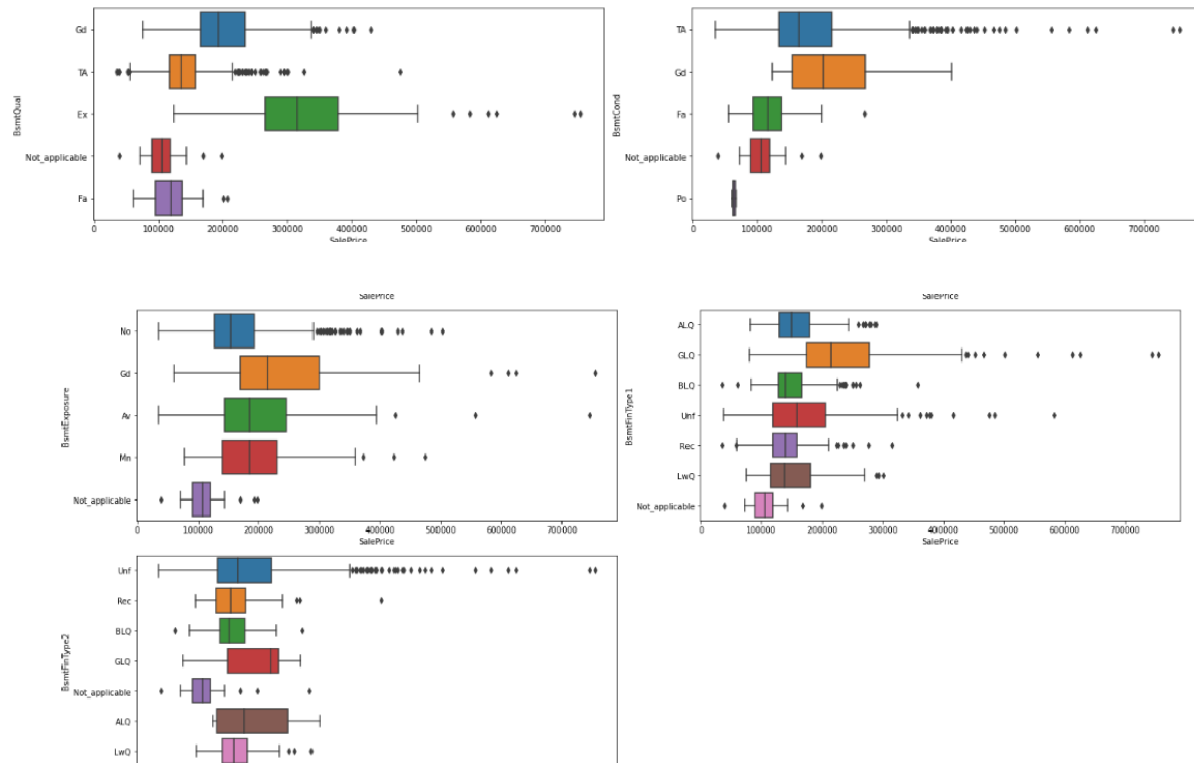 BsmtQual
Gd
TA
Ex
Not_applicable
Fa
0 100000 200000 300000 400000 500000 600000 700000
SalePrice
BsmtCond
TA
Gd
Fa
Not_applicable
Po
0 100000 200000 300000 400000 500000 600000 700000
SalePrice
SalePrice
BsmtExposure
No
Gd
Av
Mn
Not_applicable
0 100000 200000 300000 400000 500000 600000 700000
SalePrice
SalePrice
BsmtFinType1
ALQ
GLQ
BLQ
Unf
Rec
LwQ
Not_applicable
0 100000 200000 300000 400000 500000 600000 700000
SalePrice
BsmtFinType2
Unf
Rec
BLQ
GLQ
Not_applicable
ALQ
LwQ